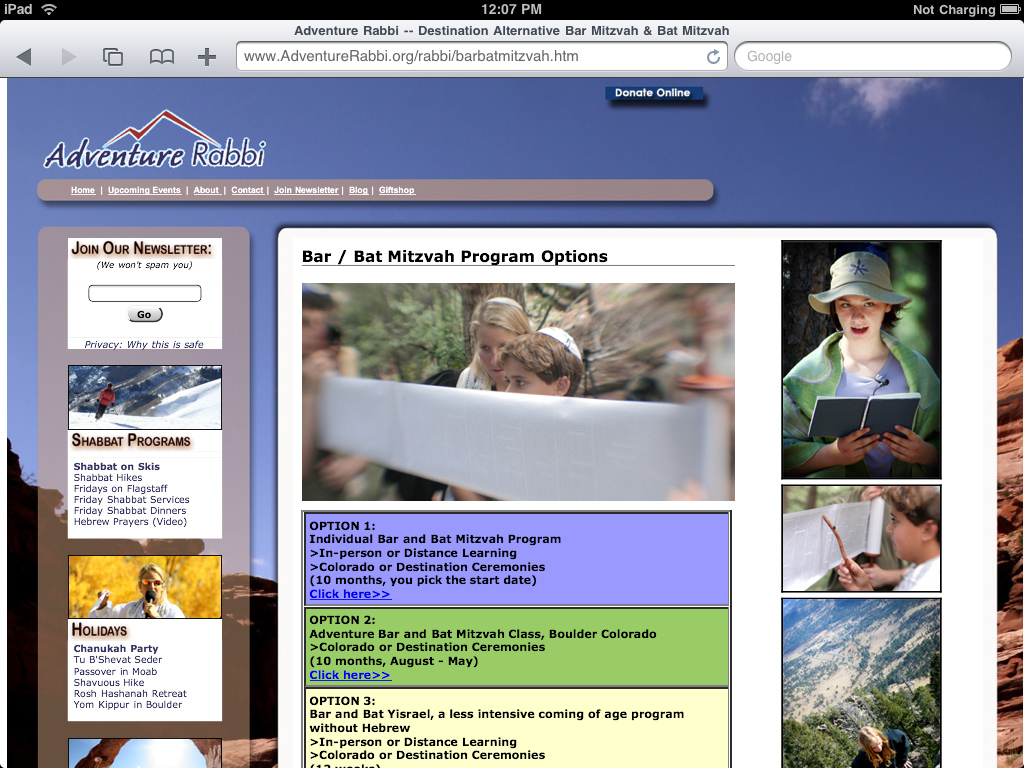 iPad
12:07 PM
Not Charging
Adventure Rabbi -- Destination Alternative Bar Mitzvah & Bat Mitzvah
www.AdventureRabbi.org/rabbi/barbatmitzvah.htm
Google
Donate Online
Adventure Rabbi
Home | Upcoming Events | About | Contact | Join Newsletter | Blog | Giftshop
JOIN OUR NEWSLETTER:
(We won't spam you)
Go
Privacy: Why this is safe
SHABBAT PROGRAMS
Shabbat on Skis
Shabbat Hikes
Fridays on Flagstaff
Friday Shabbat Services
Friday Shabbat Dinners
Hebrew Prayers (Video)
HOLIDAYS
Chanukah Party
Tu B'Shevat Seder
Passover in Moab
Shavuous Hike
Rosh Hashanah Retreat
Yom Kippur in Boulder
Bar / Bat Mitzvah Program Options
OPTION 1:
Individual Bar and Bat Mitzvah Program
>In-person or Distance Learning
>Colorado or Destination Ceremonies
(10 months, you pick the start date)
Click here>>
OPTION 2:
Adventure Bar and Bat Mitzvah Class, Boulder Colorado
>Colorado or Destination Ceremonies
(10 months, August - May)
Click here>>
OPTION 3:
Bar and Bat Yisrael, a less intensive coming of age program
without Hebrew
>In-person or Distance Learning
>Colorado or Destination Ceremonies